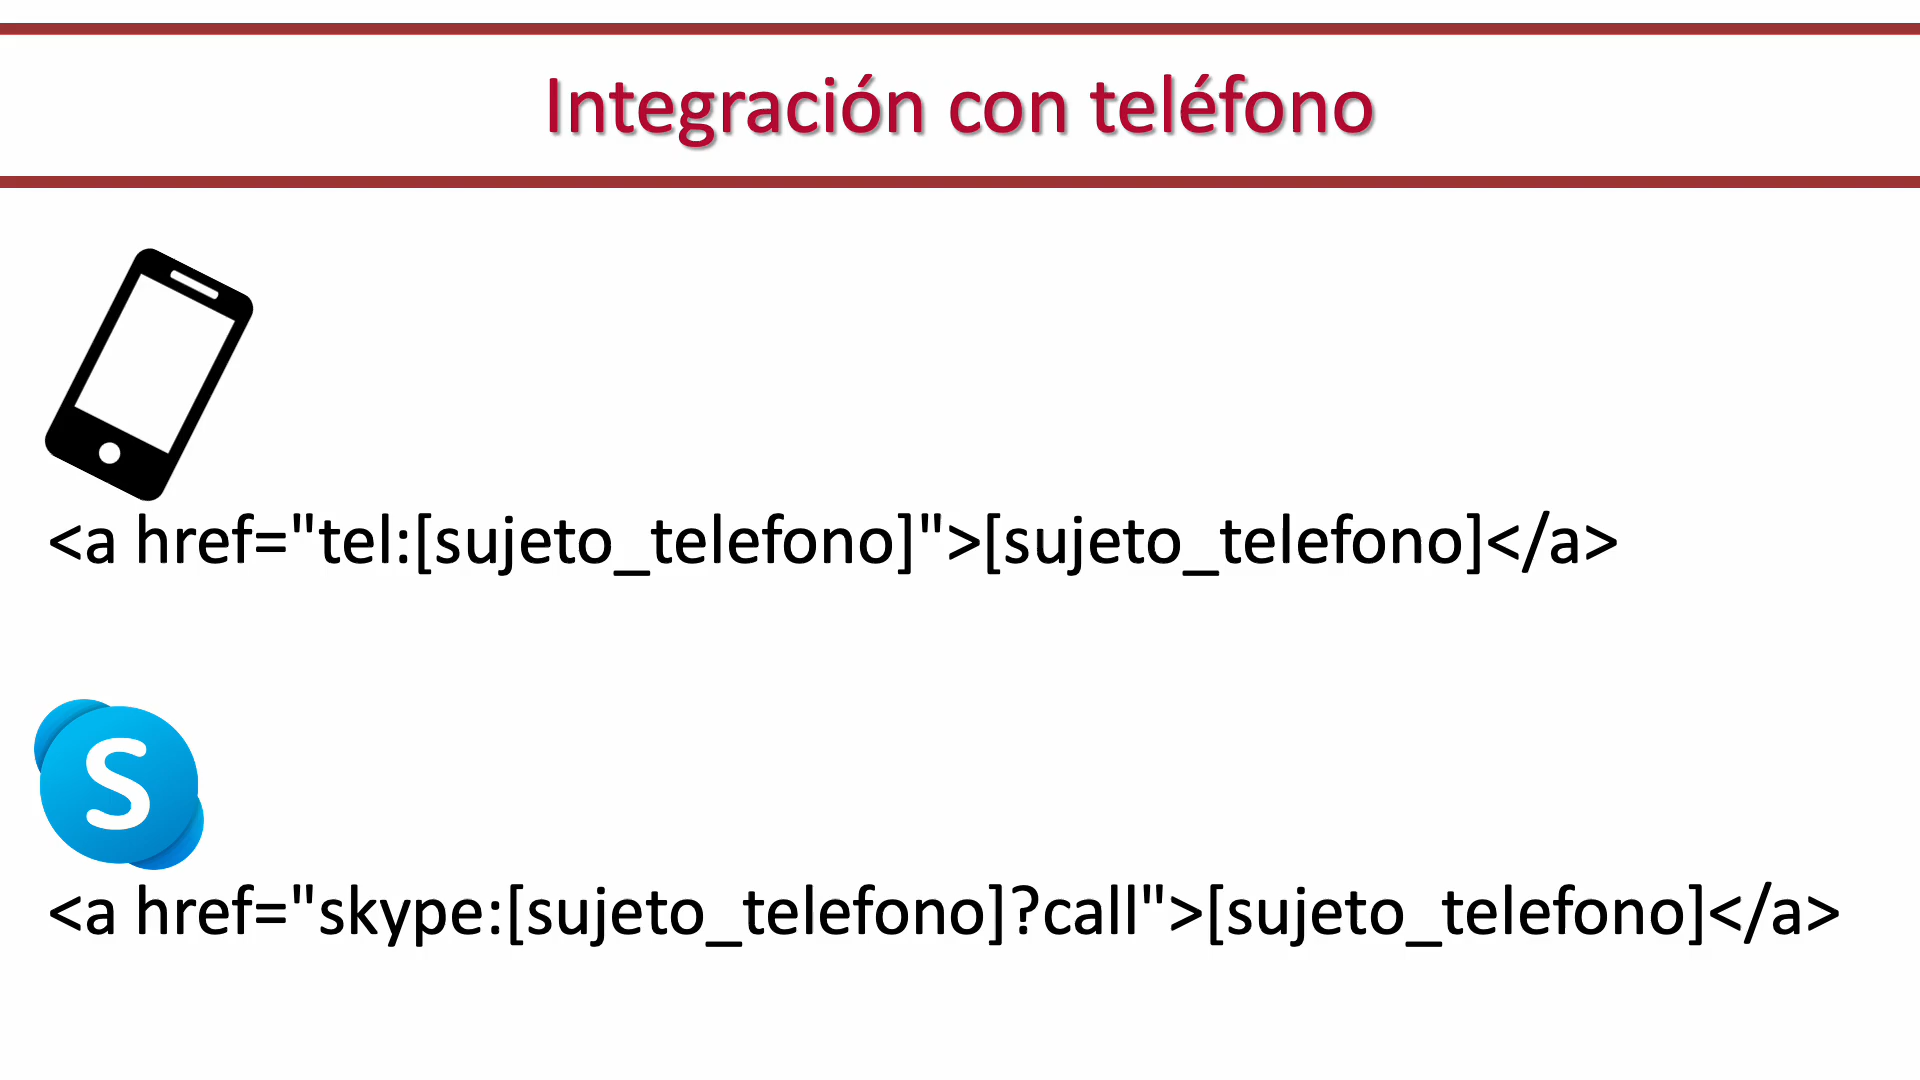 Integración con teléfono
<a href="tel:[sujeto_telefono]">[sujeto_telefono]</a>
S
<a href="skype:[sujeto_telefono]?call">[sujeto_telefono]</a>